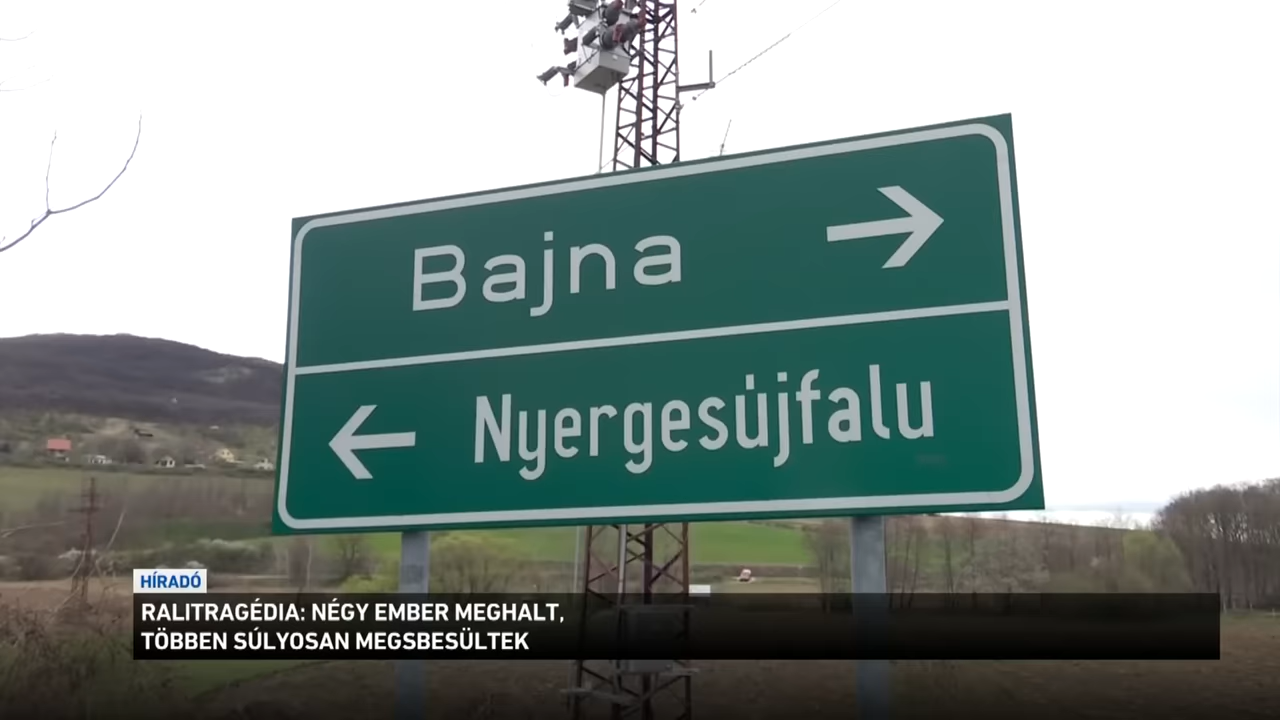 Bajna
Nyergesújfalu
HÍRADÓ
RALITRAGÉDIA: NÉGY EMBER MEGHALT,
TÖBBEN SÚLYOSAN MEGSBESÜLTEK